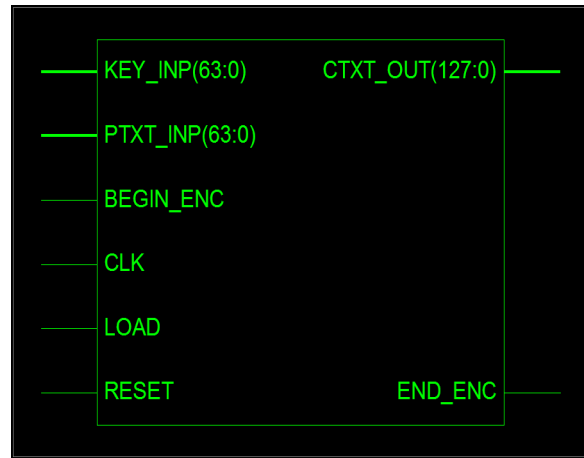 KEY_INP(63:0) CTXT_OUT(127:0)
PTXT_INP(63:0)
BEGIN_ENC
CLK
LOAD
RESET END_ENC